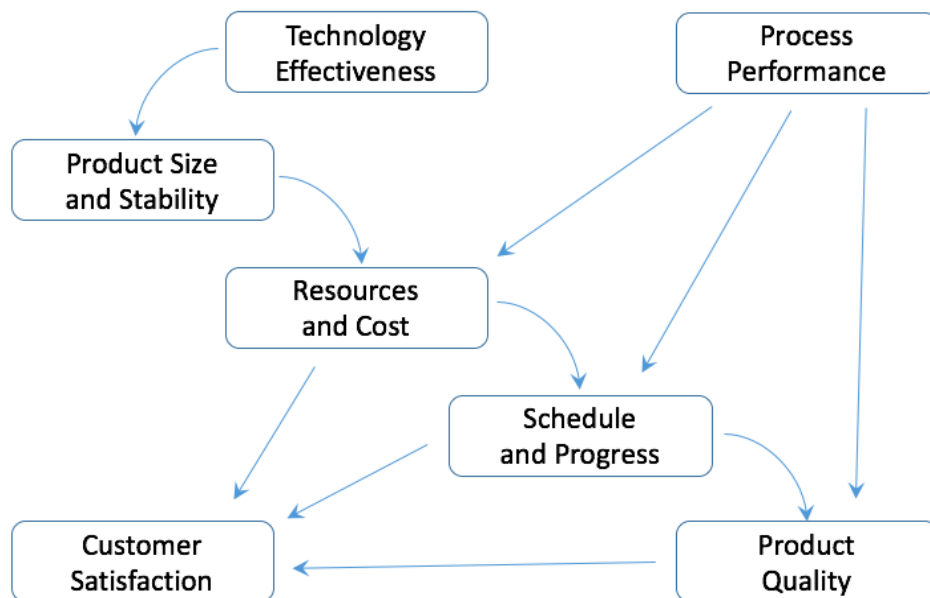 Technology
Effectiveness
Process
Performance
Product Size
and Stability
Resources
and Cost
Schedule
and Progress
Customer
Satisfaction
Product
Quality